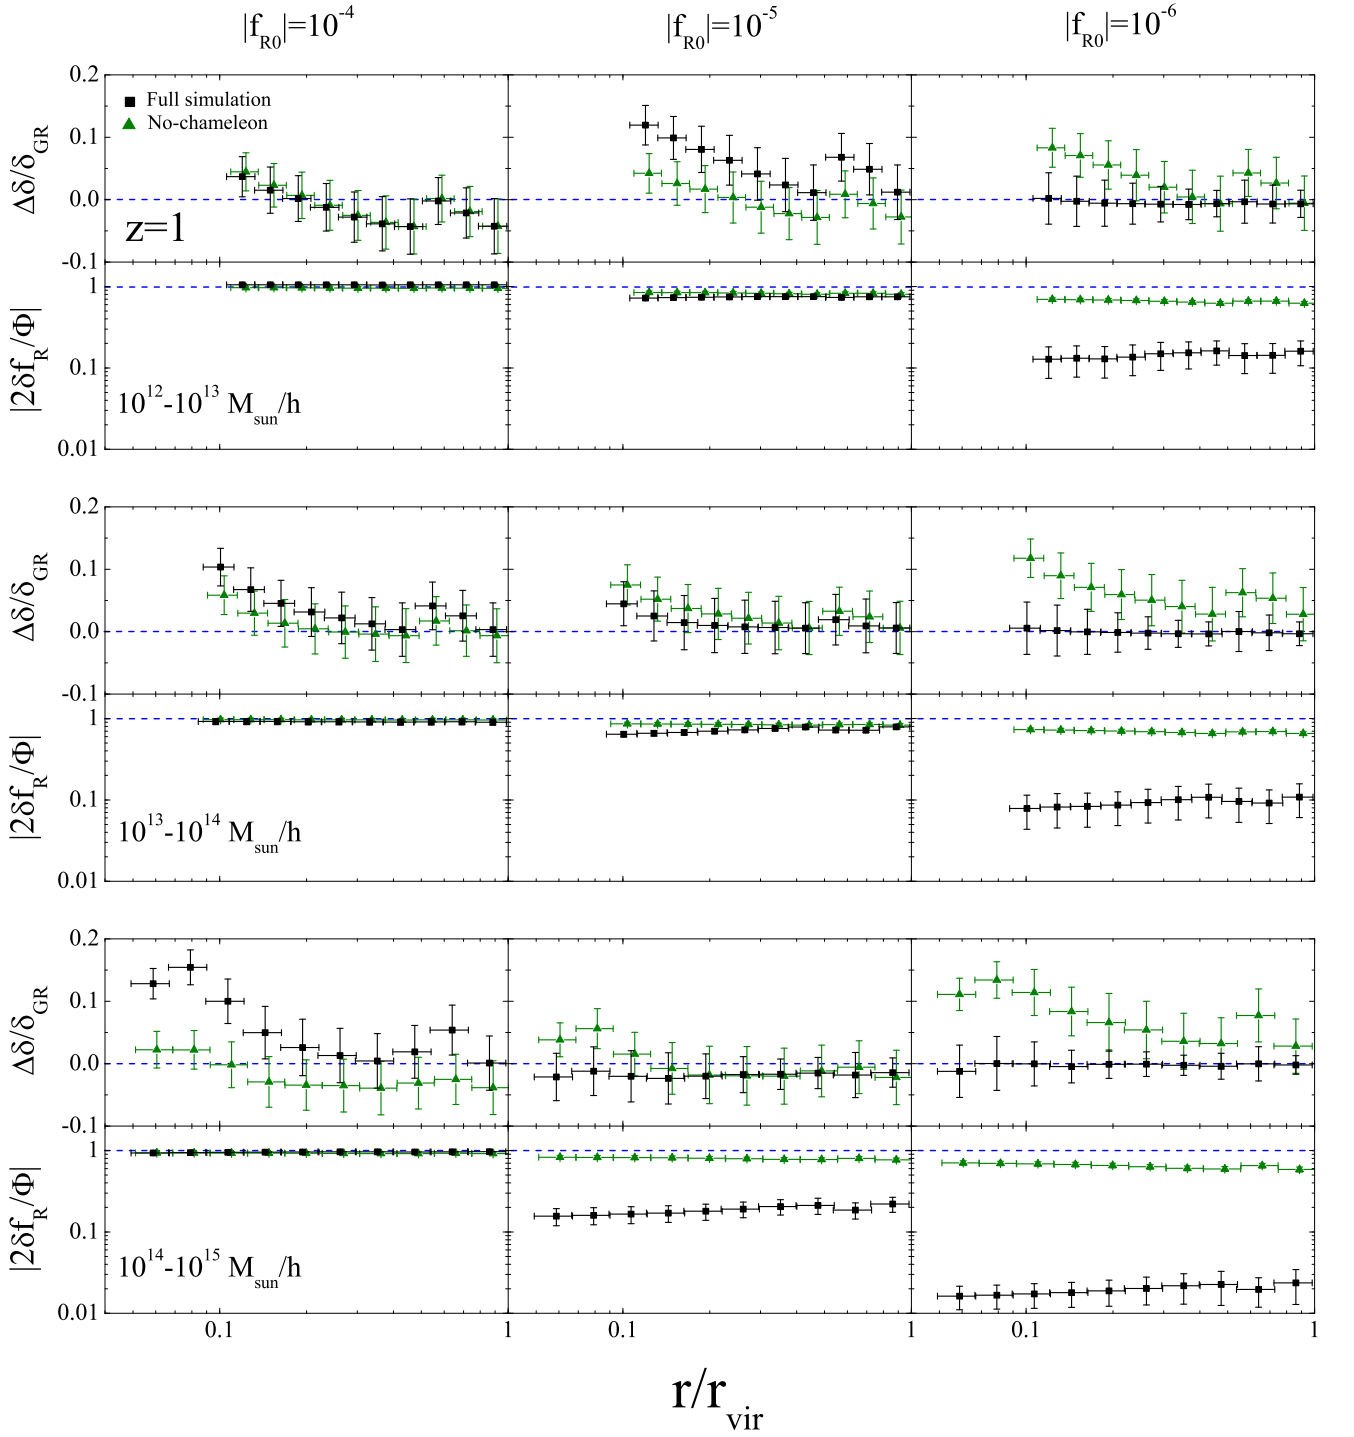 |f_R0|=10^-4 |f_R0|=10^-5 |f_R0|=10^-6
0.2
0.1
0.0
-0.1
Δδ/δ_GR
Full simulation
No-chameleon
z=1
1
0.1
0.01
|2δf_R/Φ|
10^12-10^13 M_sun/h
0.2
0.1
0.0
-0.1
Δδ/δ_GR
1
0.1
0.01
|2δf_R/Φ|
10^13-10^14 M_sun/h
0.2
0.1
0.0
-0.1
Δδ/δ_GR
1
0.1
0.01
|2δf_R/Φ|
10^14-10^15 M_sun/h
0.1 1 0.1 1 0.1 1
r/r_vir